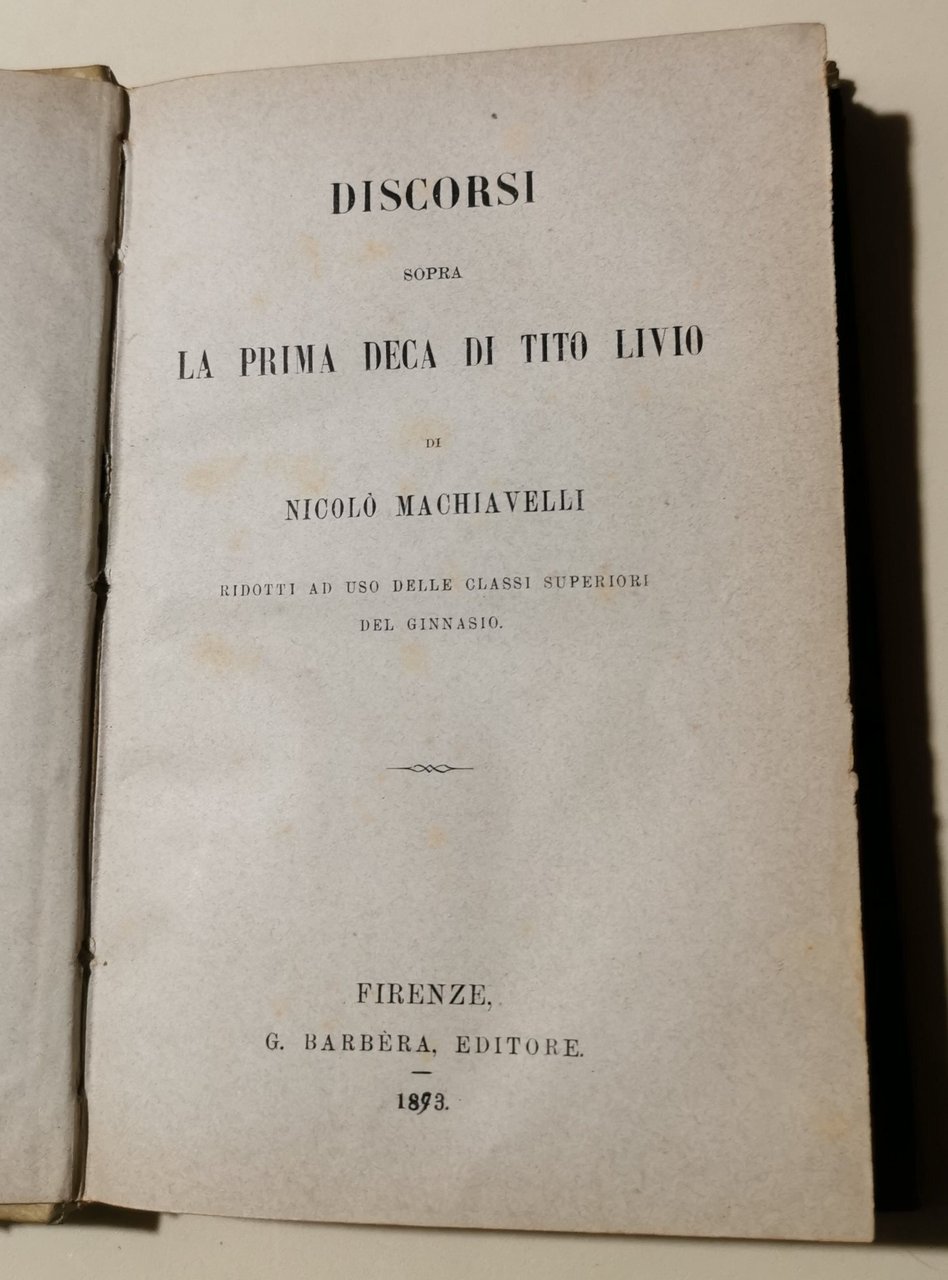 DISCORSI
SOPRA
LA PRIMA DECA DI TITO LIVIO
DI
NICOLÒ MACHIAVELLI
RIDOTTI AD USO DELLE CLASSI SUPERIORI
DEL GINNASIO.
FIRENZE,
G. BARBÈRA, EDITORE.
1893.